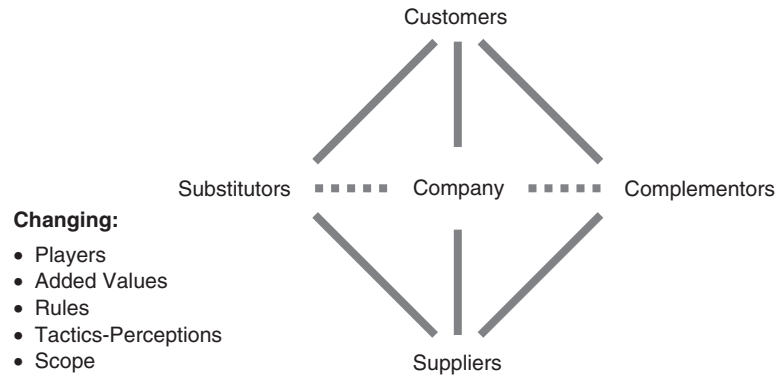 Customers
Substitutors Company Complementors
Changing:
• Players
• Added Values
• Rules
• Tactics-Perceptions
• Scope
Suppliers